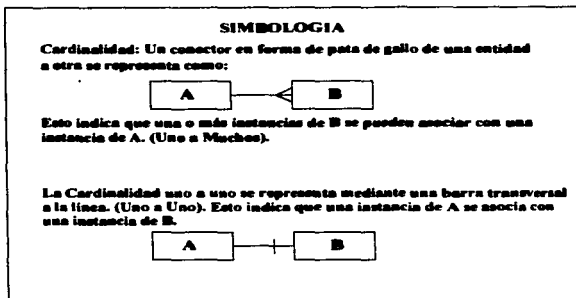 SIMBOLOGIA
Cardinalidad: Un conector en forma de pata de gallo de una entidad
a otra se representa como:
A B
Esto indica que una o más instancias de B se pueden asociar con una
instancia de A. (Uno a Muchos).
La Cardinalidad uno a uno se representa mediante una barra transversal
a la línea. (Uno a Uno). Esto indica que una instancia de A se asocia con
una instancia de B.
A B